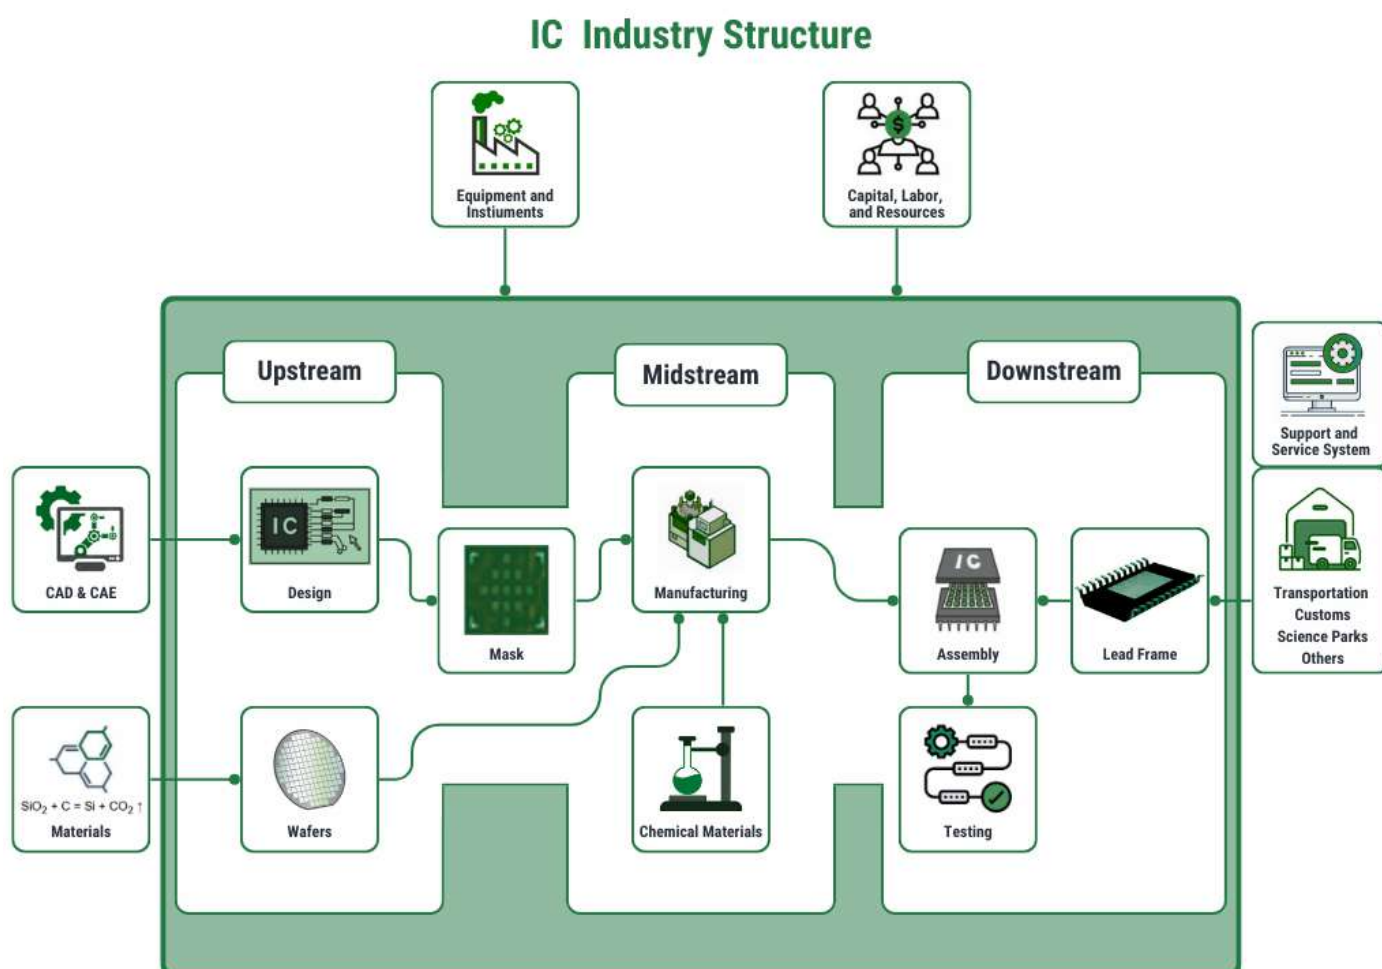 IC Industry Structure
Equipment and
Instiuments
Capital, Labor,
and Resources
Upstream
Midstream
Downstream
Support and
Service System
CAD & CAE
IC
Design
Mask
Manufacturing
IC
Assembly
Lead Frame
Transportation
Customs
Science Parks
Others
SiO₂ + C = Si + CO₂ ↑
Materials
Wafers
Chemical Materials
Testing